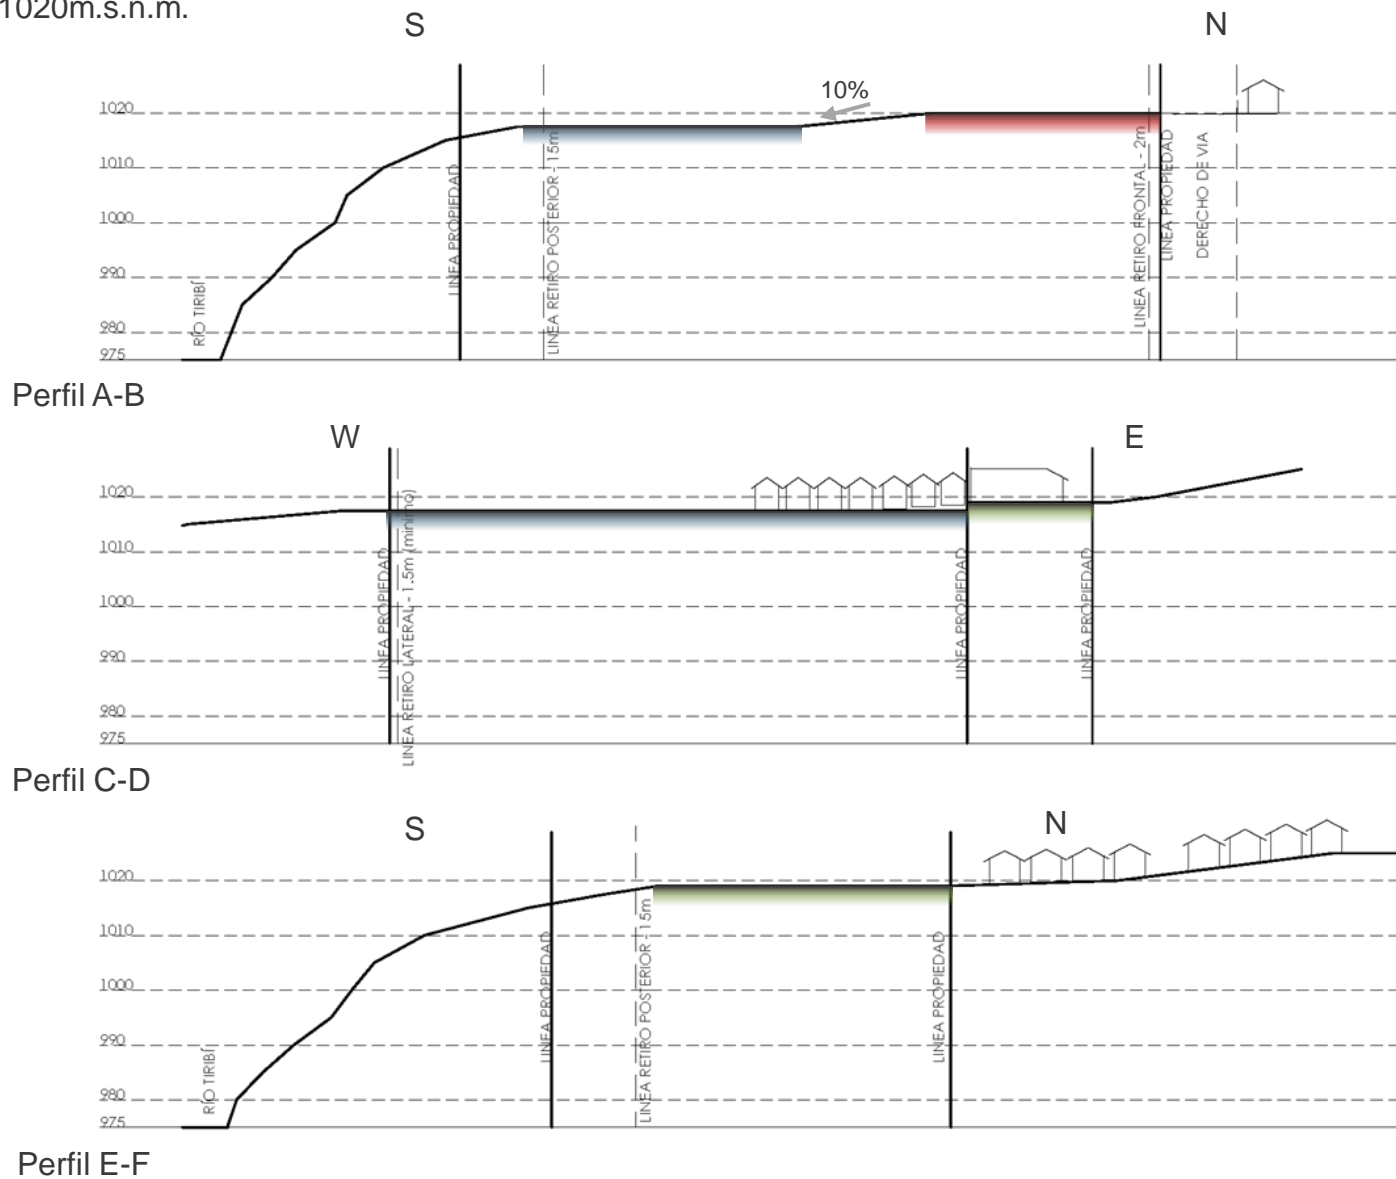 1020m.s.n.m.
S
N
10%
1020
1010
1000
990
980
975
RÍO TIRIBÍ
LINEA PROPIEDAD
LINEA RETIRO POSTERIOR - 15m
LINEA RETIRO FRONTAL - 2m
LINEA PROPIEDAD
DERECHO DE VIA
Perfil A-B
W
E
1020
1010
1000
990
980
975
LINEA PROPIEDAD
LINEA RETIRO LATERAL - 1.5m (minimo)
LINEA PROPIEDAD
LINEA PROPIEDAD
Perfil C-D
S
N
1020
1010
1000
990
980
975
RÍO TIRIBÍ
LINEA PROPIEDAD
LINEA RETIRO POSTERIOR - 15m
LINEA PROPIEDAD
Perfil E-F